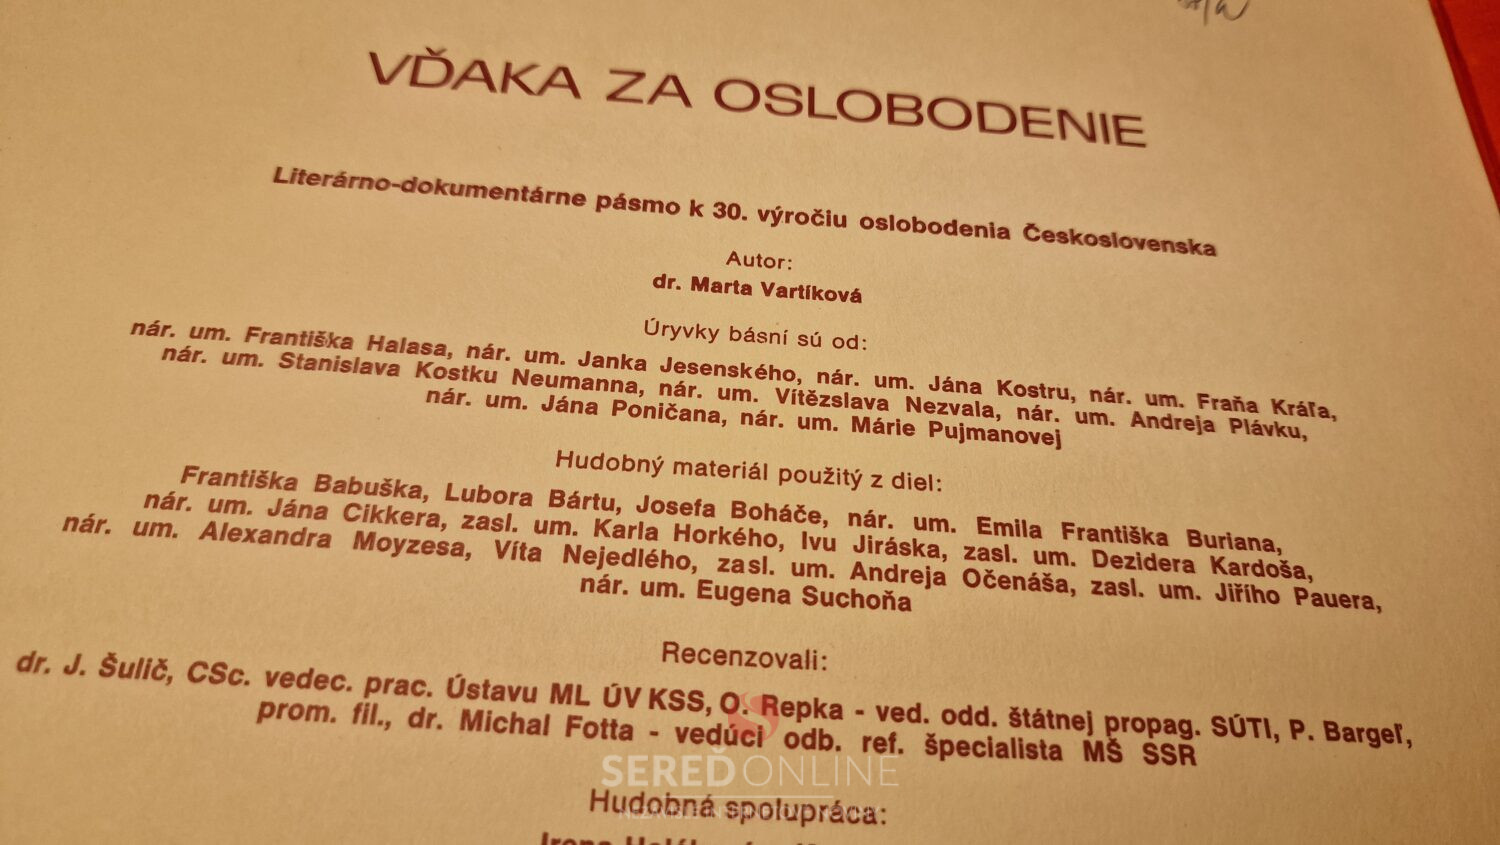 VĎAKA ZA OSLOBODENIE
Literárno-dokumentárne pásmo k 30. výročiu oslobodenia Československa
Autor:
dr. Marta Vartíková
Úryvky básní sú od:
nár. um. Františka Halasa, nár. um. Janka Jesenského, nár. um. Jána Kostru, nár. um. Fraňa Kráľa,
nár. um. Stanislava Kostku Neumanna, nár. um. Vítězslava Nezvala, nár. um. Andreja Plávku,
nár. um. Jána Poničana, nár. um. Márie Pujmanovej
Hudobný materiál použitý z diel:
Františka Babuška, Lubora Bártu, Josefa Boháče, nár. um. Emila Františka Buriana,
nár. um. Jána Cikkera, zasl. um. Karla Horkého, Ivu Jiráska, zasl. um. Dezidera Kardoša,
nár. um. Alexandra Moyzesa, Víta Nejedlého, zasl. um. Andreja Očenáša, zasl. um. Jiřího Pauera,
nár. um. Eugena Suchoňa
Recenzovali:
dr. J. Šulič, CSc. vedec. prac. Ústavu ML ÚV KSS, O. Repka - ved. odd. štátnej propag. SÚTI, P. Bargeľ,
prom. fil., dr. Michal Fotta - vedúci odb. ref. špecialista MŠ SSR
SEREĎ ONLINE
Hudobná spolupráca: